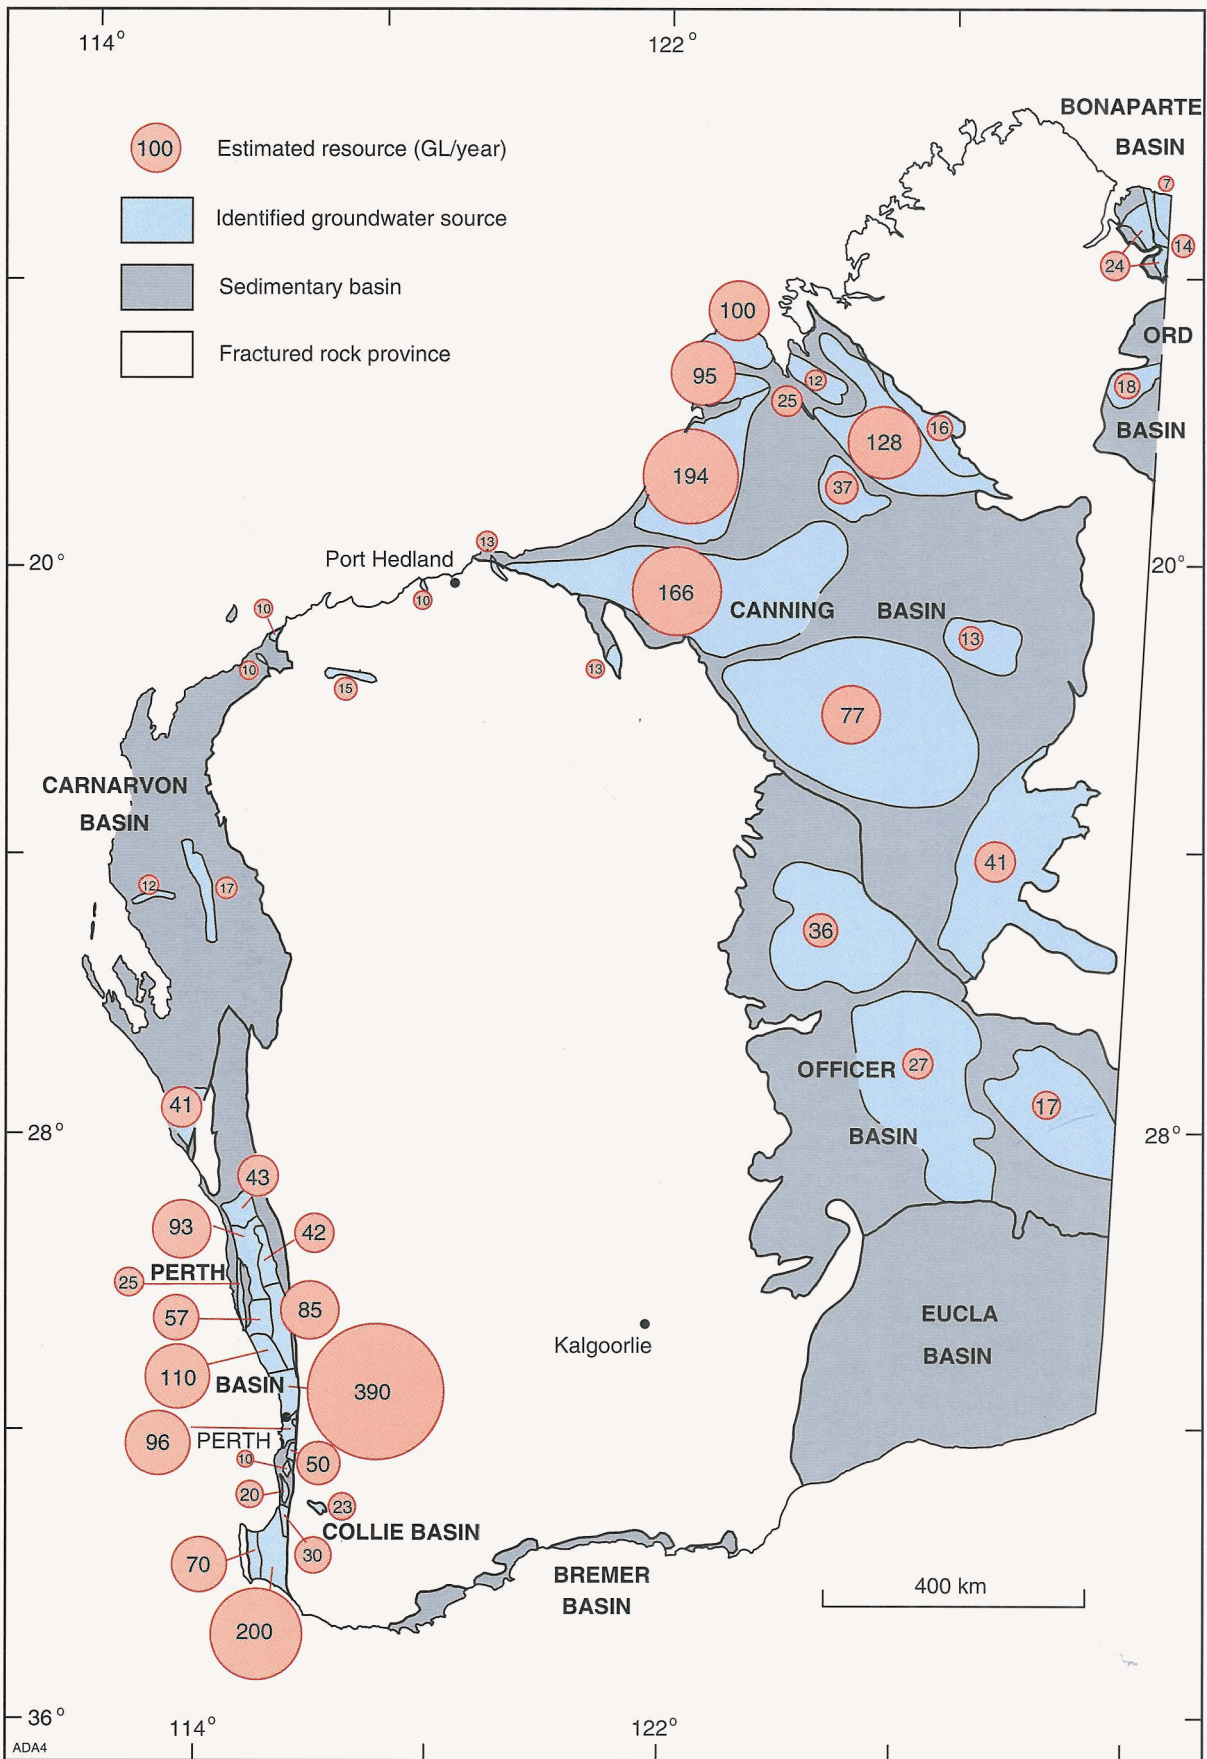 114°
122°
BONAPARTE
BASIN
100
Estimated resource (GL/year)
Identified groundwater source
Sedimentary basin
Fractured rock province
7
14
24
ORD
18
BASIN
100
95
12
25
16
128
194
37
13
Port Hedland
20°
20°
10
166
CANNING
BASIN
13
10
10
15
13
77
CARNARVON
BASIN
12
17
41
36
41
OFFICER
27
17
BASIN
28°
28°
43
93
42
25
PERTH
57
85
EUCLA
BASIN
Kalgoorlie
110
BASIN
390
96
PERTH
10
50
20
23
COLLIE BASIN
30
70
BREMER
BASIN
400 km
200
36°
114°
122°
ADA4